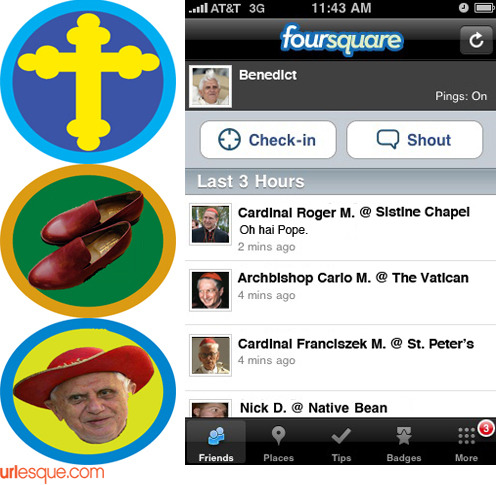 AT&T 3G 11:43 AM
foursquare
Benedict
Pings: On
Check-in
Shout
Last 3 Hours
Cardinal Roger M. @ Sistine Chapel
Oh hai Pope.
2 mins ago
Archbishop Carlo M. @ The Vatican
4 mins ago
Cardinal Franciszek M. @ St. Peter's
4 mins ago
Nick D. @ Native Bean
3
Friends Places Tips Badges More
urlesque.com